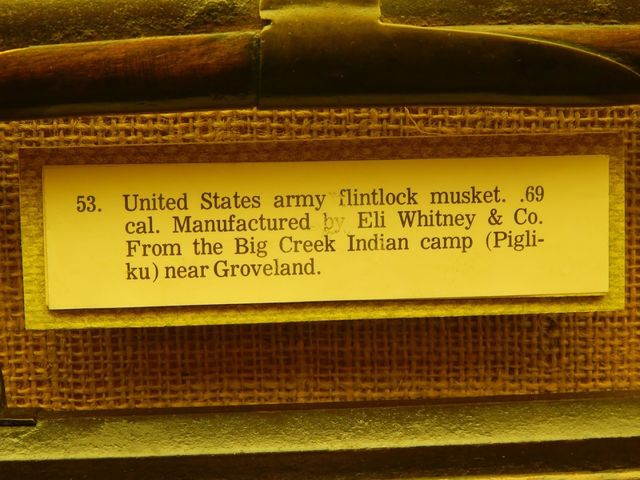 53. United States army flintlock musket. .69
cal. Manufactured by Eli Whitney & Co.
From the Big Creek Indian camp (Pigli-
ku) near Groveland.